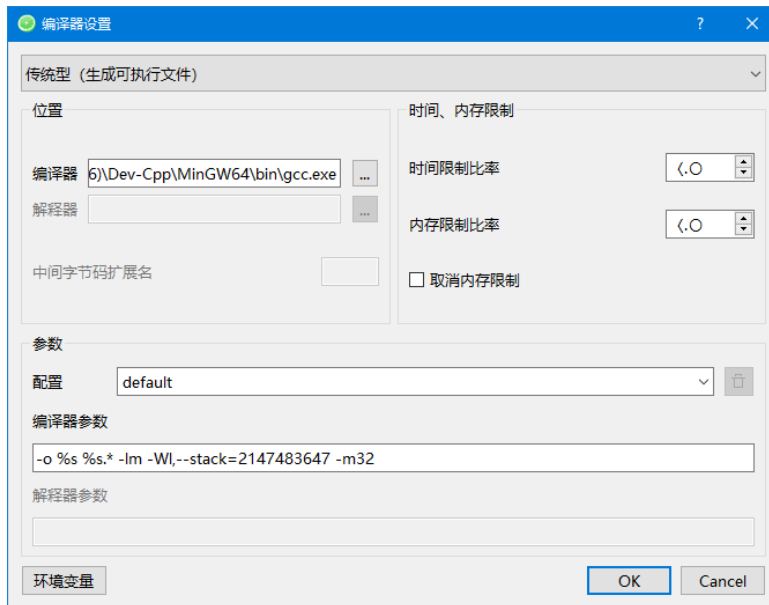 编译器设置
传统型（生成可执行文件）
位置
编译器 6)\Dev-Cpp\MinGW64\bin\gcc.exe ...
解释器 ...
中间字节码扩展名
时间、内存限制
时间限制比率 ⟨.O
内存限制比率 ⟨.O
取消内存限制
参数
配置 default
编译器参数
-o %s %s.* -lm -Wl,--stack=2147483647 -m32
解释器参数
环境变量 OK Cancel